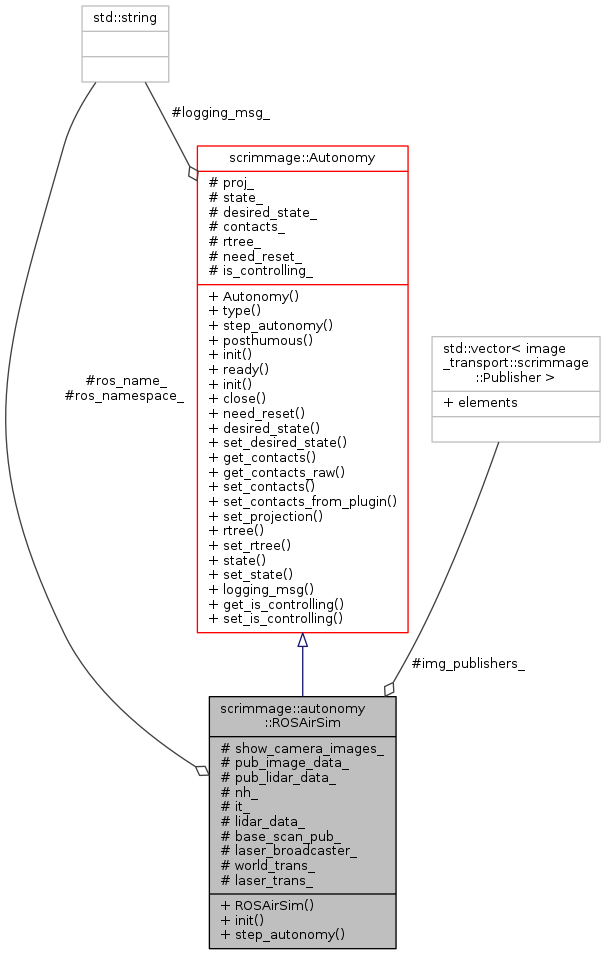 std::string
#logging_msg_
scrimmage::Autonomy
# proj_
# state_
# desired_state_
# contacts_
# rtree_
# need_reset_
# is_controlling_
+ Autonomy()
+ type()
+ step_autonomy()
+ posthumous()
+ init()
+ ready()
+ init()
+ close()
+ need_reset()
+ desired_state()
+ set_desired_state()
+ get_contacts()
+ get_contacts_raw()
+ set_contacts()
+ set_contacts_from_plugin()
+ set_projection()
+ rtree()
+ set_rtree()
+ state()
+ set_state()
+ logging_msg()
+ get_is_controlling()
+ set_is_controlling()
std::vector< image
_transport::scrimmage
::Publisher >
+ elements
#ros_name_
#ros_namespace_
#img_publishers_
scrimmage::autonomy
::ROSAirSim
# show_camera_images_
# pub_image_data_
# pub_lidar_data_
# nh_
# it_
# lidar_data_
# base_scan_pub_
# laser_broadcaster_
# world_trans_
# laser_trans_
+ ROSAirSim()
+ init()
+ step_autonomy()